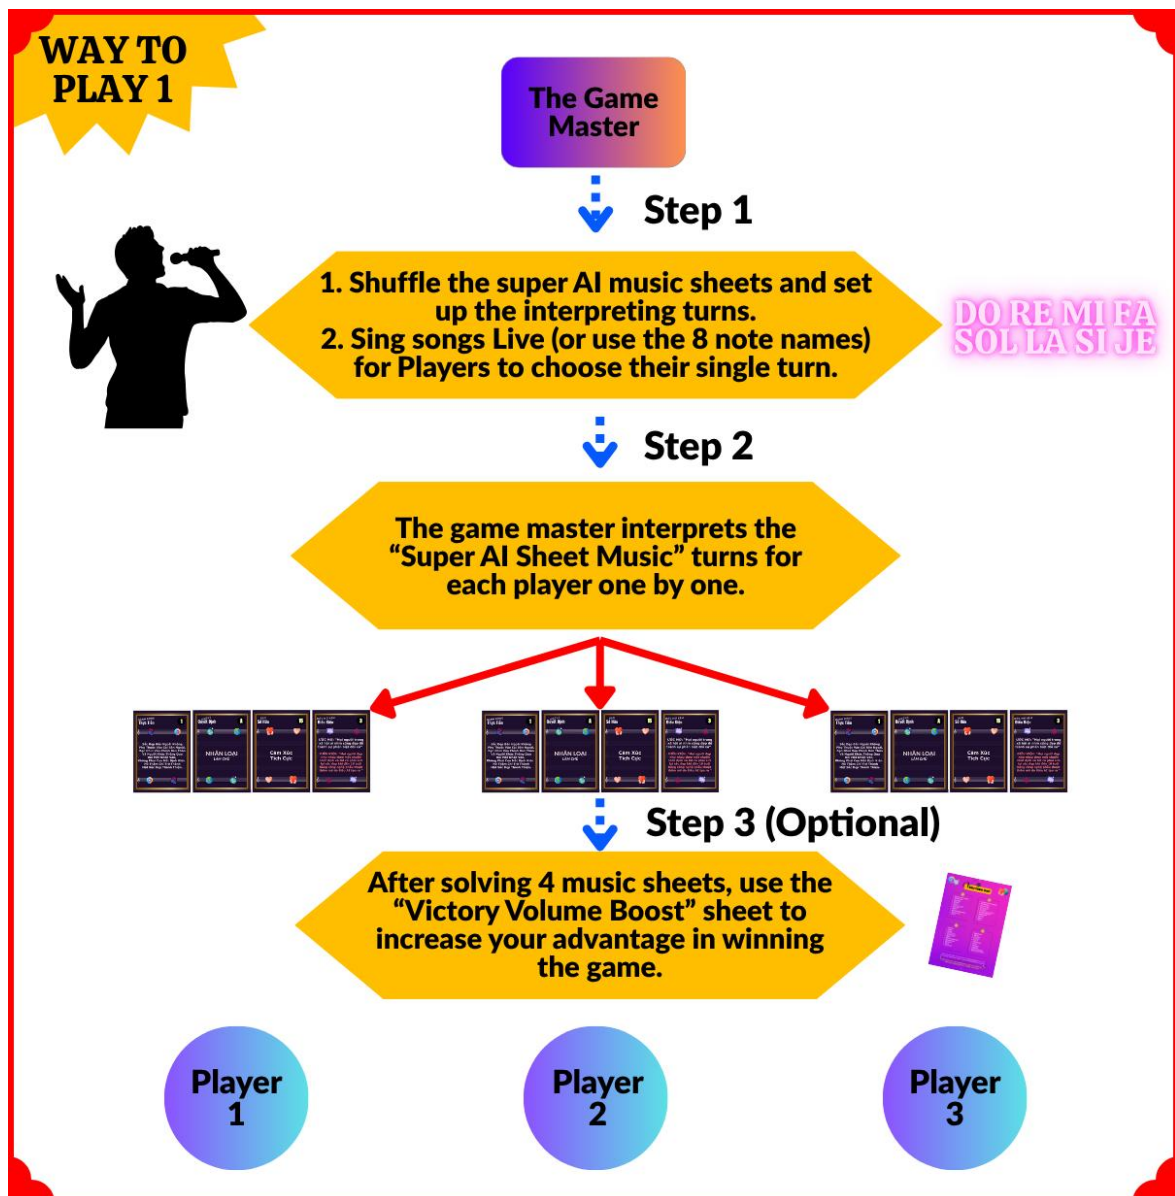 WAY TO
PLAY 1
The Game
Master
Step 1
1. Shuffle the super AI music sheets and set
up the interpreting turns.
2. Sing songs Live (or use the 8 note names)
for Players to choose their single turn.
DO RE MI FA
SOL LA SI JE
Step 2
The game master interprets the
“Super AI Sheet Music” turns for
each player one by one.
NHÂN LOẠI
Cảm Xúc
Tích Cực
NHÂN LOẠI
Cảm Xúc
Tích Cực
NHÂN LOẠI
Cảm Xúc
Tích Cực
Step 3 (Optional)
After solving 4 music sheets, use the
“Victory Volume Boost” sheet to
increase your advantage in winning
the game.
Player
1
Player
2
Player
3